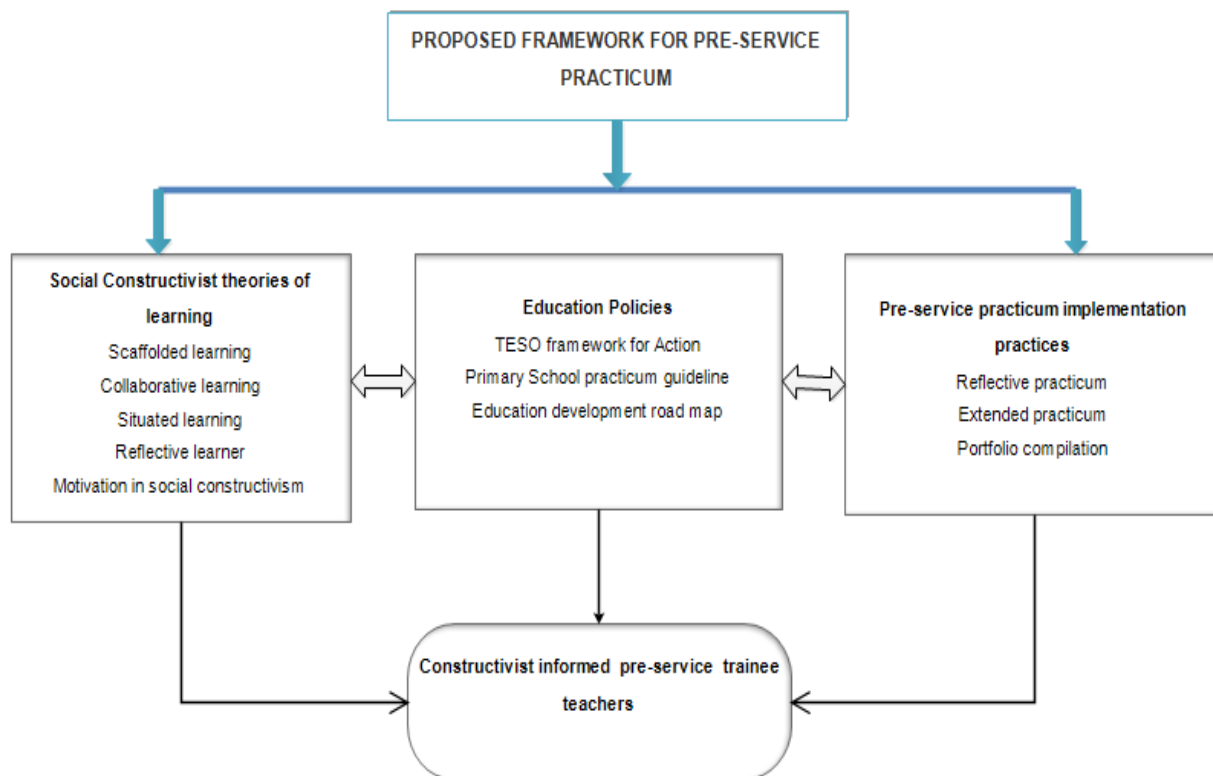 PROPOSED FRAMEWORK FOR PRE-SERVICE
PRACTICUM
Social Constructivist theories of
learning
Scaffolded learning
Collaborative learning
Situated learning
Reflective learner
Motivation in social constructivism
Education Policies
TESO framework for Action
Primary School practicum guideline
Education development road map
Pre-service practicum implementation
practices
Reflective practicum
Extended practicum
Portfolio compilation
Constructivist informed pre-service trainee
teachers